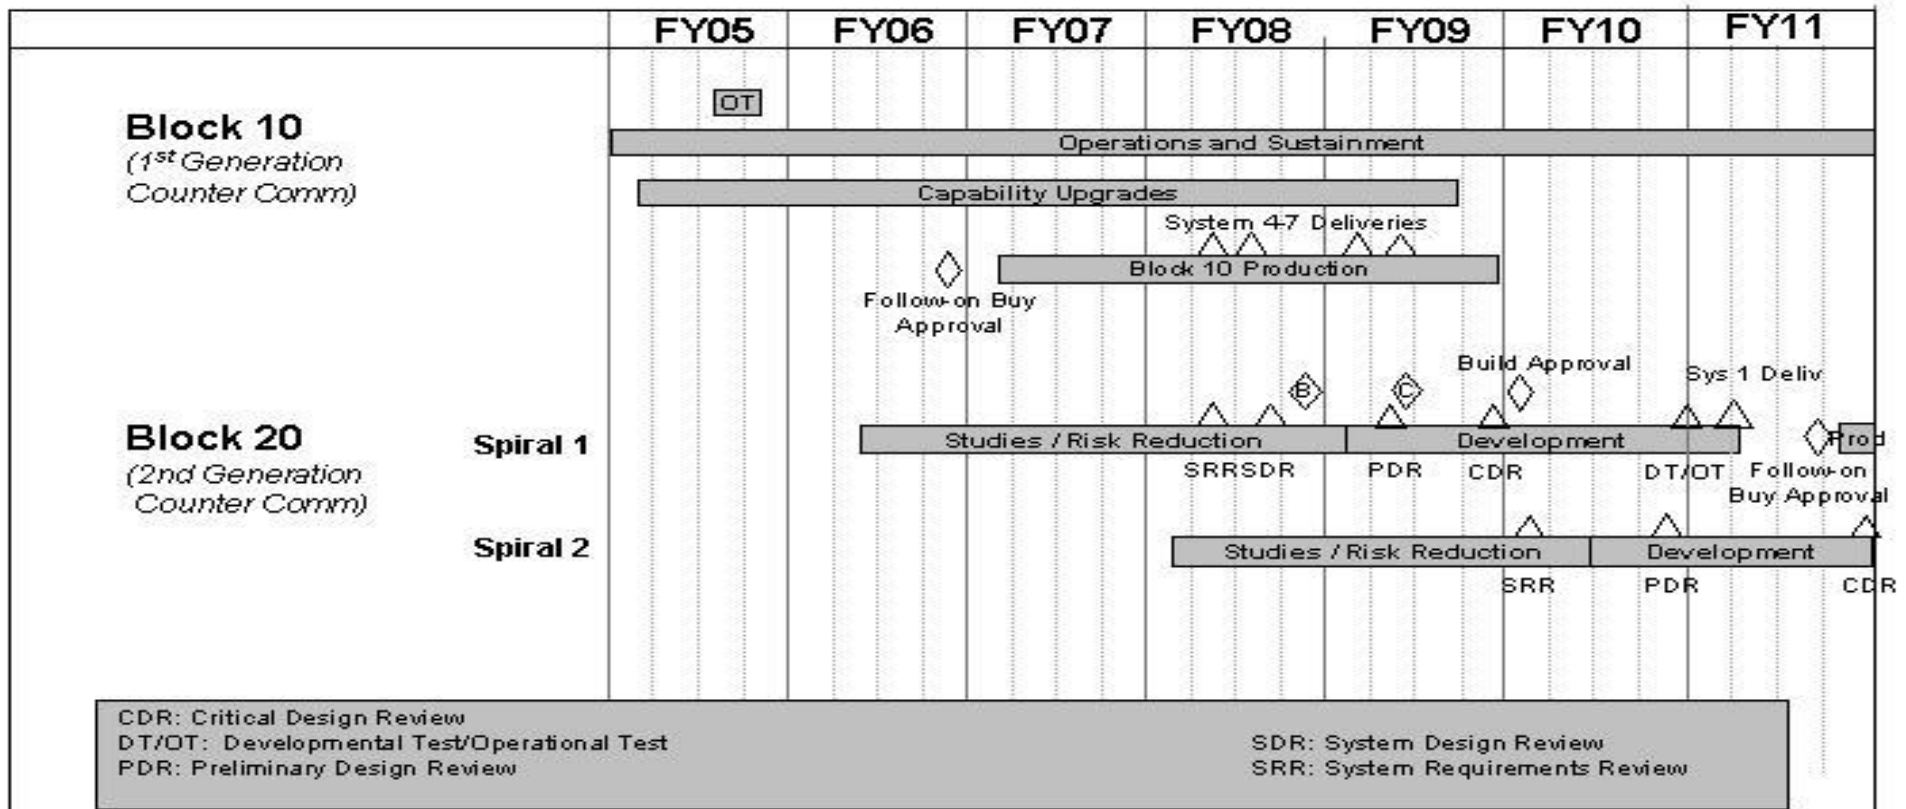 FY05 FY06 FY07 FY08 FY09 FY10 FY11
OT
Block 10
(1st Generation
Counter Comm)
Operations and Sustainment
Capability Upgrades
System 4-7 Deliveries
Block 10 Production
Follow-on Buy
Approval
Build Approval
Sys 1 Deliv
B C
Block 20
(2nd Generation
Counter Comm)
Spiral 1
Studies / Risk Reduction Development Prod
SRR SDR PDR CDR DT/OT Follow-on
Buy Approval
Spiral 2
Studies / Risk Reduction Development
SRR PDR CDR
CDR: Critical Design Review
DT/OT: Developmental Test/Operational Test
PDR: Preliminary Design Review
SDR: System Design Review
SRR: System Requirements Review